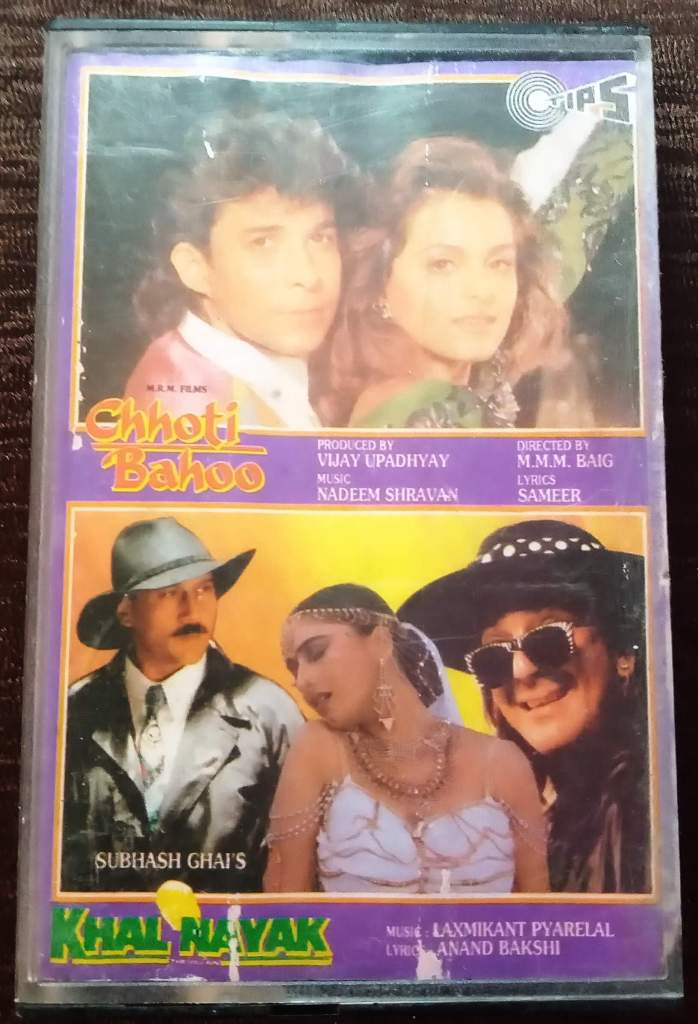 TIPS
M.R.M. FILMS
Chhoti
Bahoo
PRODUCED BY
VIJAY UPADHYAY
MUSIC
NADEEM SHRAVAN
DIRECTED BY
M.M.M. BAIG
LYRICS
SAMEER
SUBHASH GHAI'S
KHAL NAYAK
MUSIC : LAXMIKANT PYARELAL
LYRICS ANAND BAKSHI